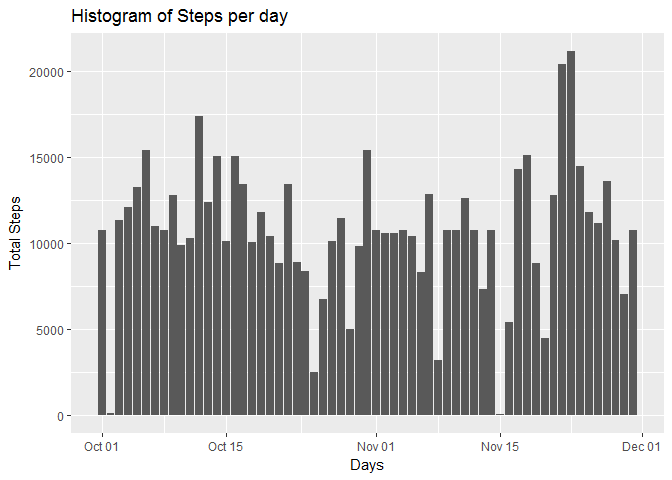 Histogram of Steps per day
Total Steps
20000
15000
10000
5000
0
Oct 01 Oct 15 Nov 01 Nov 15 Dec 01
Days